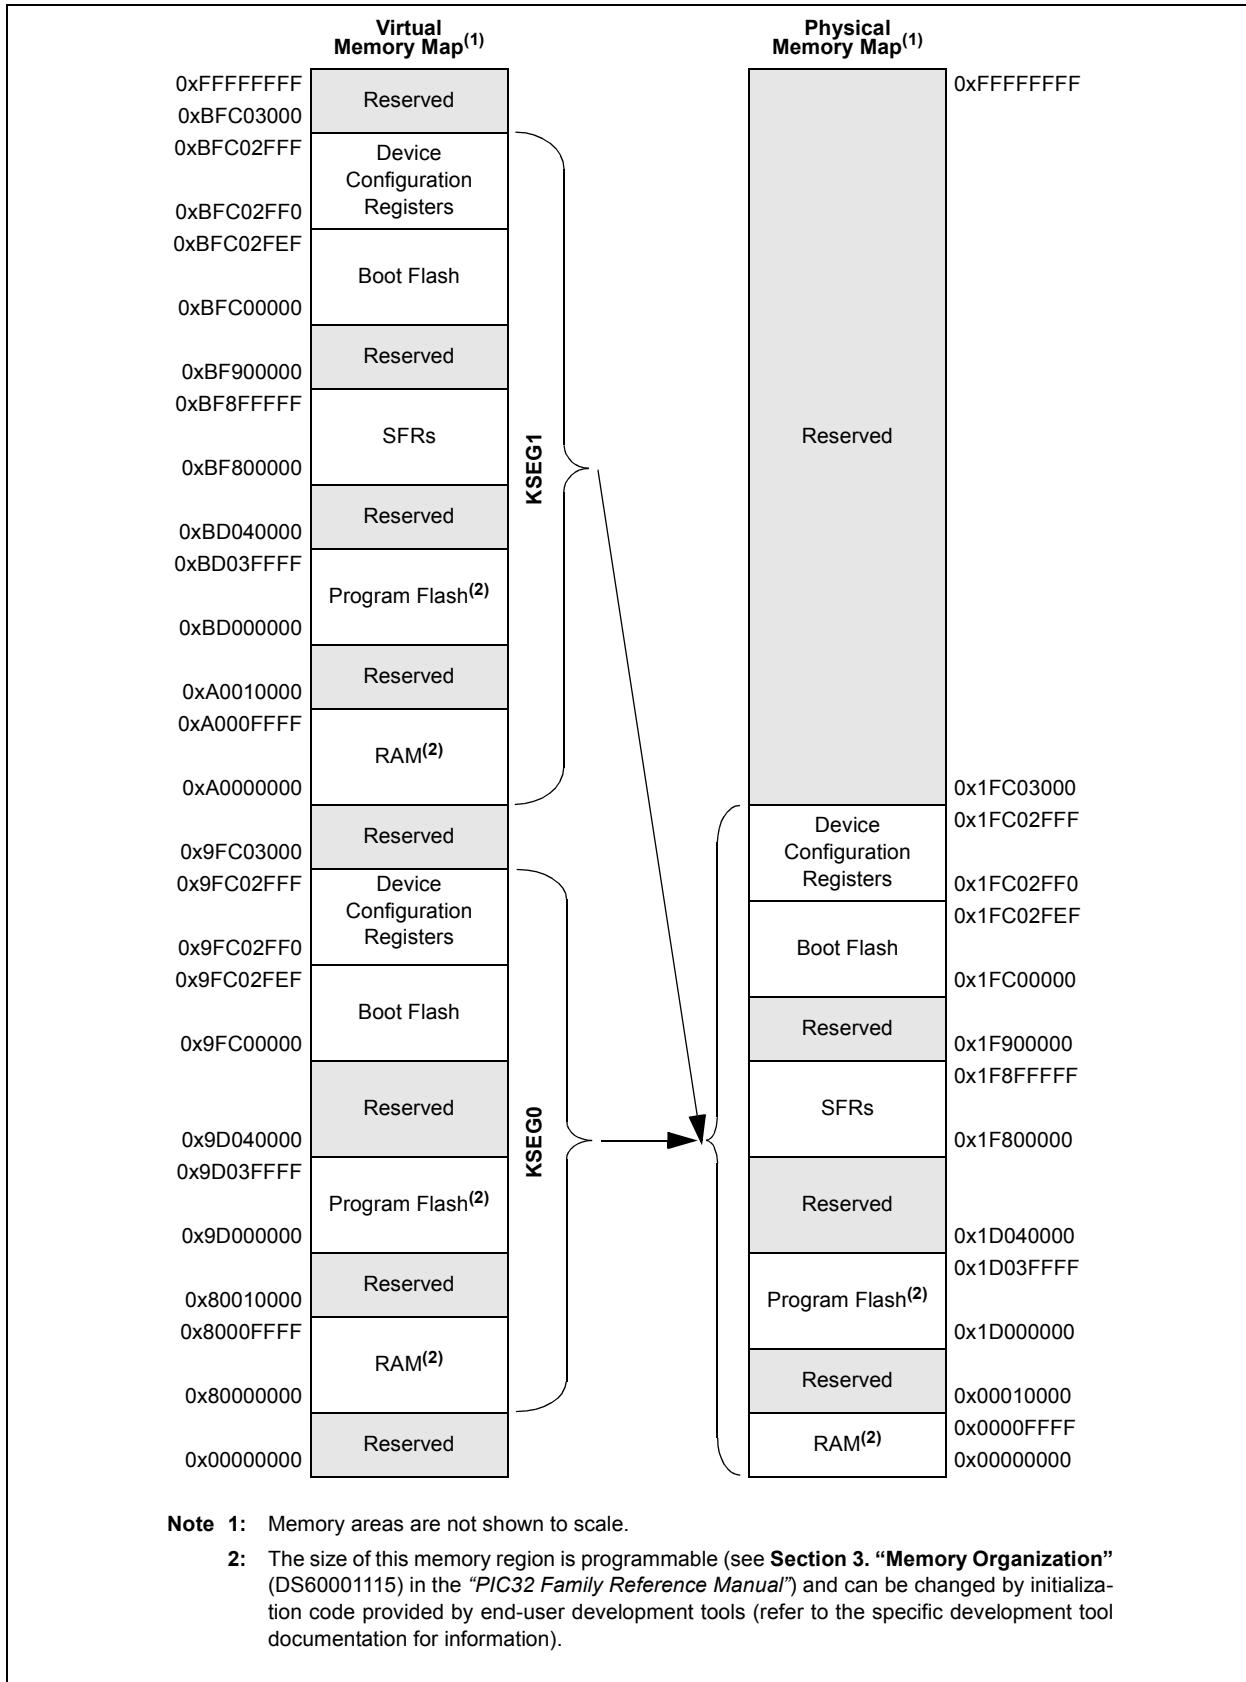 Virtual
Memory Map(1)
0xFFFFFFFF
Reserved
0xBFC03000
0xBFC02FFF
Device
Configuration
Registers
0xBFC02FF0
0xBFC02FEF
Boot Flash
0xBFC00000
Reserved
0xBF900000
0xBF8FFFFF
SFRs
0xBF800000
Reserved
0xBD040000
0xBD03FFFF
Program Flash(2)
0xBD000000
Reserved
0xA0010000
0xA000FFFF
RAM(2)
0xA0000000
KSEG1
Reserved
0x9FC03000
0x9FC02FFF
Device
Configuration
Registers
0x9FC02FF0
0x9FC02FEF
Boot Flash
0x9FC00000
Reserved
0x9D040000
0x9D03FFFF
Program Flash(2)
0x9D000000
Reserved
0x80010000
0x8000FFFF
RAM(2)
0x80000000
KSEG0
Reserved
0x00000000
Physical
Memory Map(1)
0xFFFFFFFF
Reserved
0x1FC03000
0x1FC02FFF
Device
Configuration
Registers
0x1FC02FF0
0x1FC02FEF
Boot Flash
0x1FC00000
Reserved
0x1F900000
0x1F8FFFFF
SFRs
0x1F800000
Reserved
0x1D040000
0x1D03FFFF
Program Flash(2)
0x1D000000
Reserved
0x00010000
0x0000FFFF
RAM(2)
0x00000000
Note 1: Memory areas are not shown to scale.
2: The size of this memory region is programmable (see Section 3. “Memory Organization”
(DS60001115) in the “PIC32 Family Reference Manual”) and can be changed by initializa-
tion code provided by end-user development tools (refer to the specific development tool
documentation for information).